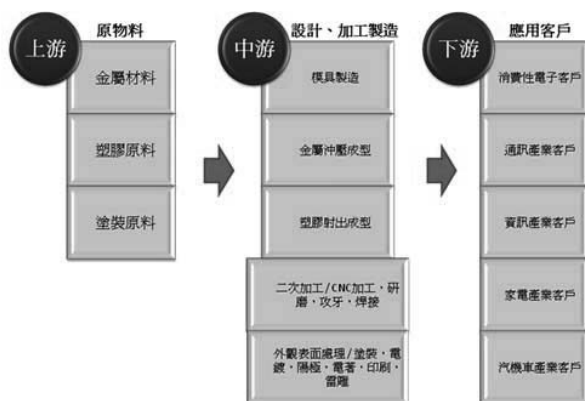 上游
原物料
金屬材料
塑膠原料
塗裝原料
中游
設計、加工製造
模具製造
金屬沖壓成型
塑膠射出成型
二次加工/CNC加工，研
磨，攻牙，焊接
外觀表面處理/塗裝，電
鍍，陽極，電著，印刷，
雷雕
下游
應用客戶
消費性電子客戶
通訊產業客戶
資訊產業客戶
家電產業客戶
汽機車產業客戶